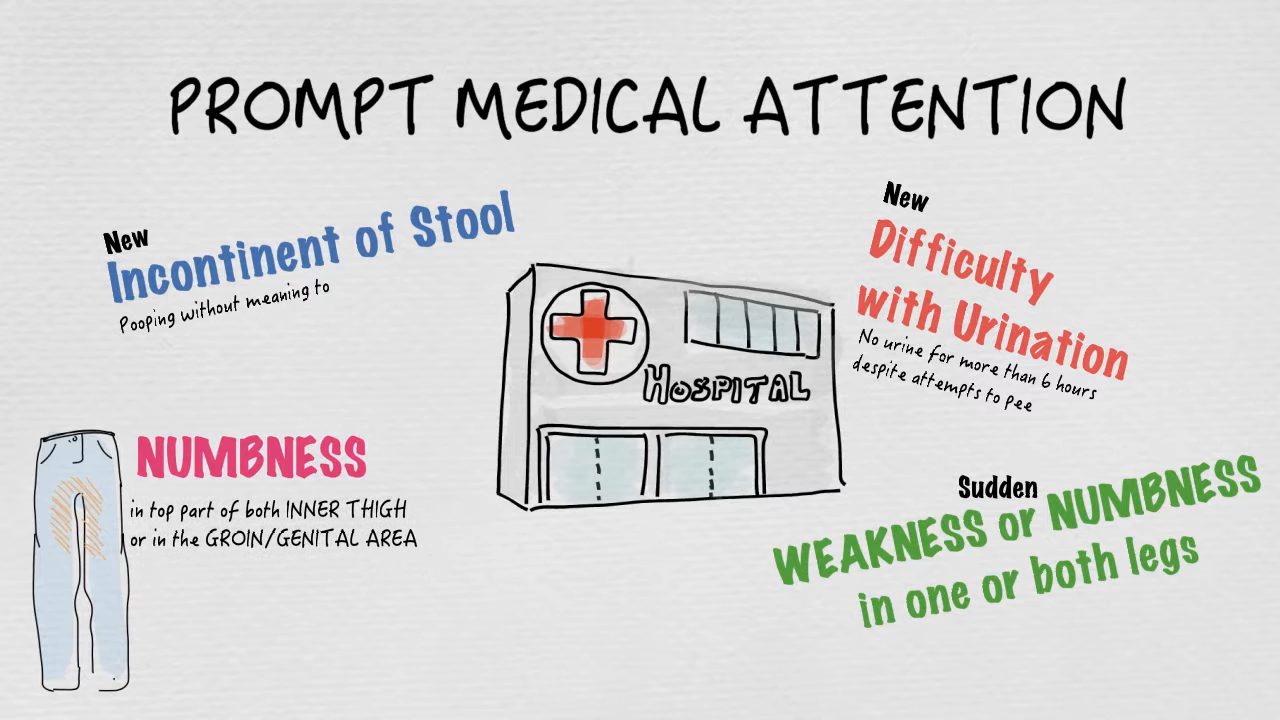 PROMPT MEDICAL ATTENTION
New
Incontinent of Stool
Pooping without meaning to
New
Difficulty
with Urination
No urine for more than 6 hours
despite attempts to pee
HOSPITAL
NUMBNESS
in top part of both INNER THIGH
or in the GROIN/GENITAL AREA
Sudden
WEAKNESS or NUMBNESS
in one or both legs